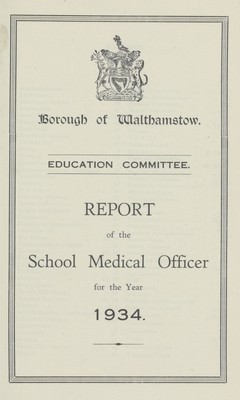 Borough of Walthamstow.
EDUCATION COMMITTEE.
REPORT
of the
School Medical Officer
for the Year
1934.